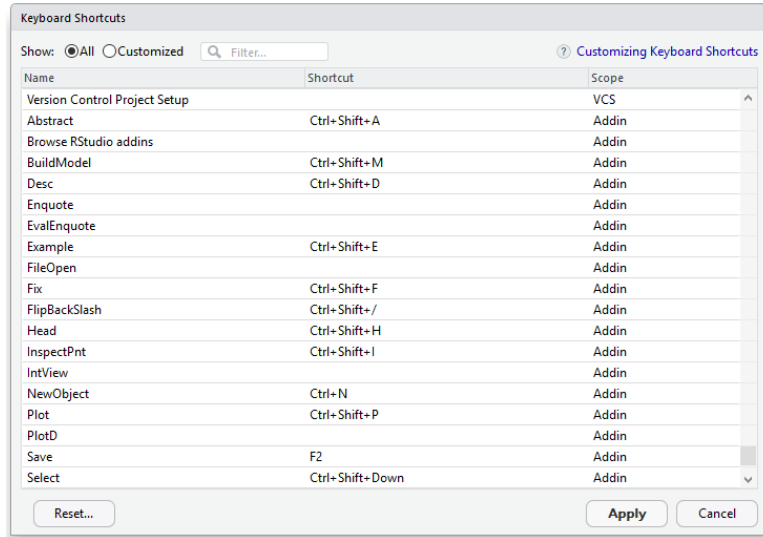 Keyboard Shortcuts
Show: All Customized Filter... ? Customizing Keyboard Shortcuts
Name Shortcut Scope
Version Control Project Setup VCS
Abstract Ctrl+Shift+A Addin
Browse RStudio addins Addin
BuildModel Ctrl+Shift+M Addin
Desc Ctrl+Shift+D Addin
Enquote Addin
EvalEnquote Addin
Example Ctrl+Shift+E Addin
FileOpen Addin
Fix Ctrl+Shift+F Addin
FlipBackSlash Ctrl+Shift+/ Addin
Head Ctrl+Shift+H Addin
InspectPnt Ctrl+Shift+I Addin
IntView Addin
NewObject Ctrl+N Addin
Plot Ctrl+Shift+P Addin
PlotD Addin
Save F2 Addin
Select Ctrl+Shift+Down Addin
Reset... Apply Cancel